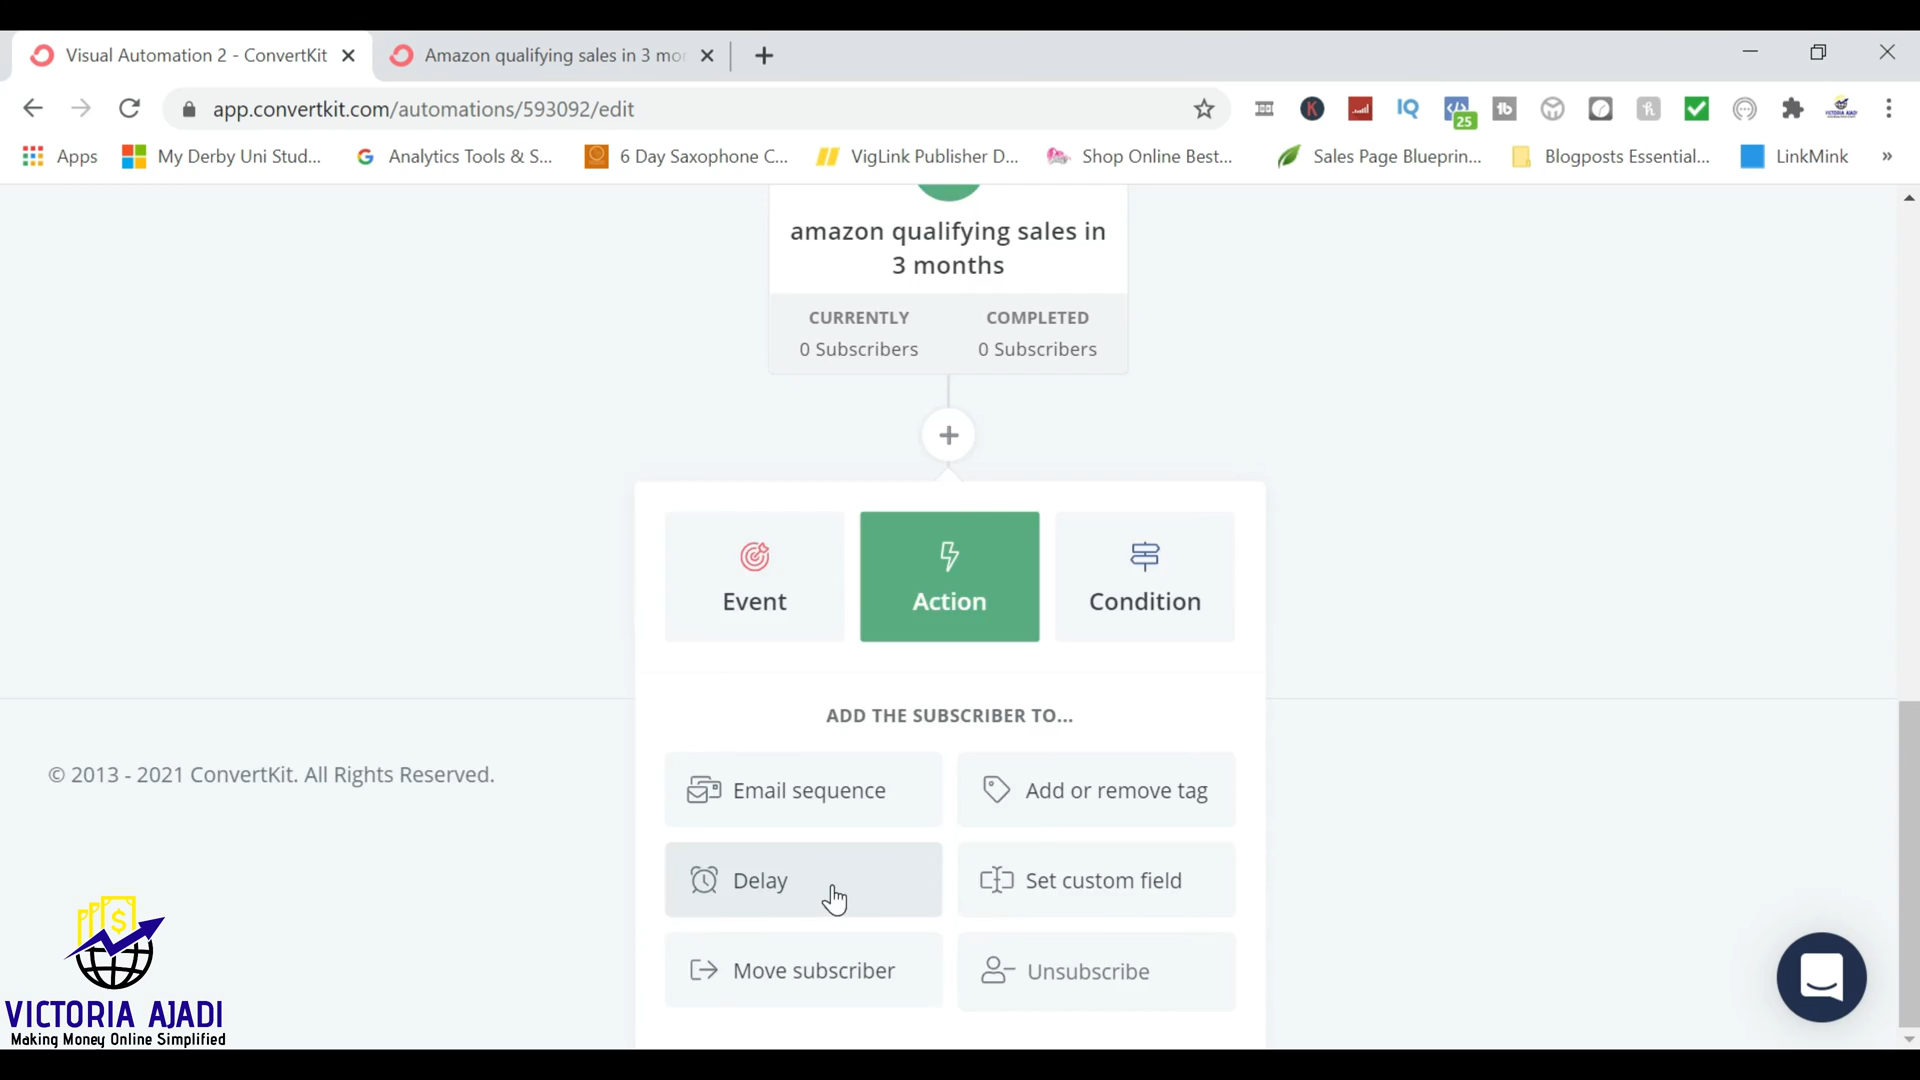 Visual Automation 2 - ConvertKit
Amazon qualifying sales in 3 mor
app.convertkit.com/automations/593092/edit
25
Apps
My Derby Uni Stud...
Analytics Tools & S...
6 Day Saxophone C...
VigLink Publisher D...
Shop Online Best...
Sales Page Blueprin...
Blogposts Essential...
LinkMink
»
amazon qualifying sales in
3 months
CURRENTLY COMPLETED
0 Subscribers 0 Subscribers
Event
Action
Condition
ADD THE SUBSCRIBER TO...
Email sequence
Add or remove tag
Delay
Set custom field
Move subscriber
Unsubscribe
© 2013 - 2021 ConvertKit. All Rights Reserved.
VICTORIA AJADI
Making Money Online Simplified